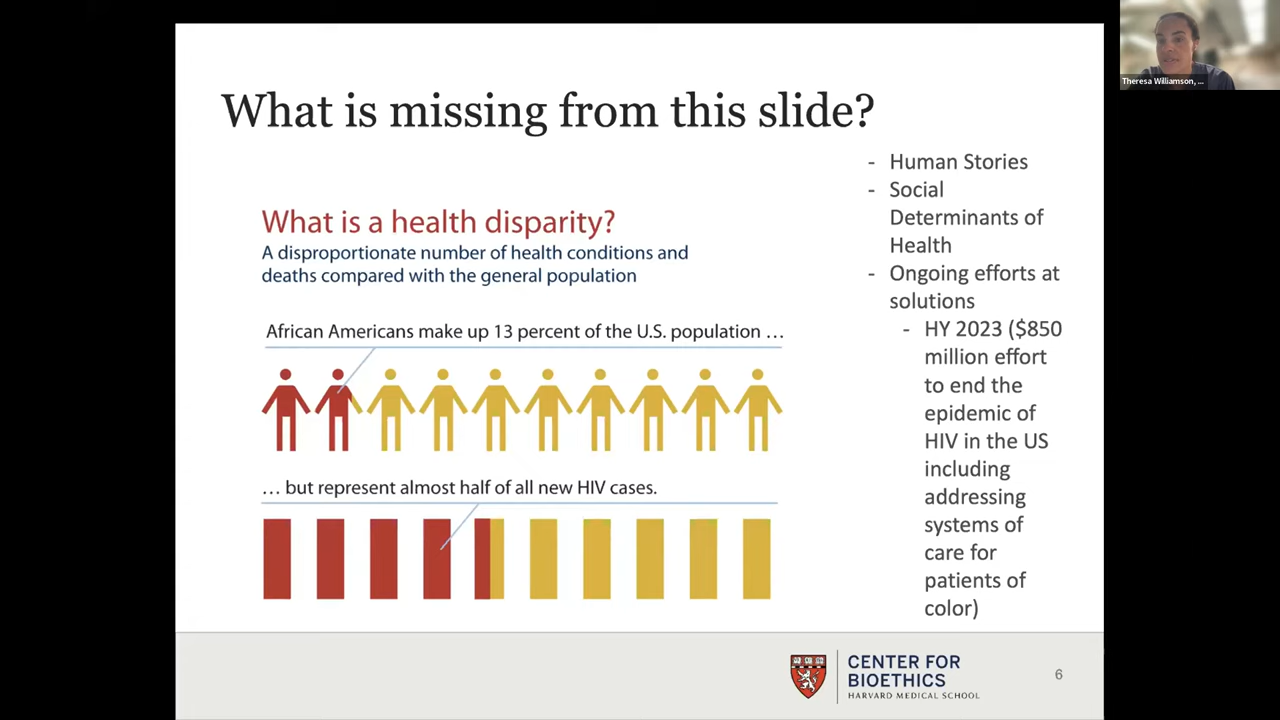 What is missing from this slide?
What is a health disparity?
A disproportionate number of health conditions and
deaths compared with the general population
African Americans make up 13 percent of the U.S. population …
… but represent almost half of all new HIV cases.
- Human Stories
- Social
Determinants of
Health
- Ongoing efforts at
solutions
- HY 2023 ($850
million effort
to end the
epidemic of
HIV in the US
including
addressing
systems of
care for
patients of
color)
CENTER FOR
BIOETHICS
HARVARD MEDICAL SCHOOL
6
Theresa Williamson, ...